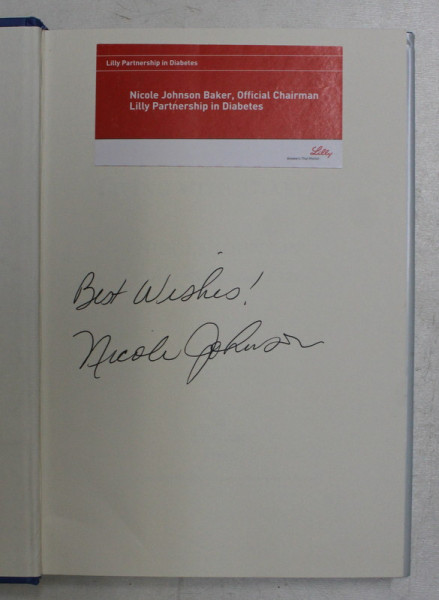 Lilly Partnership in Diabetes
Nicole Johnson Baker, Official Chairman
Lilly Partnership in Diabetes
Lilly
Best Wishes!
Nicole Johnson